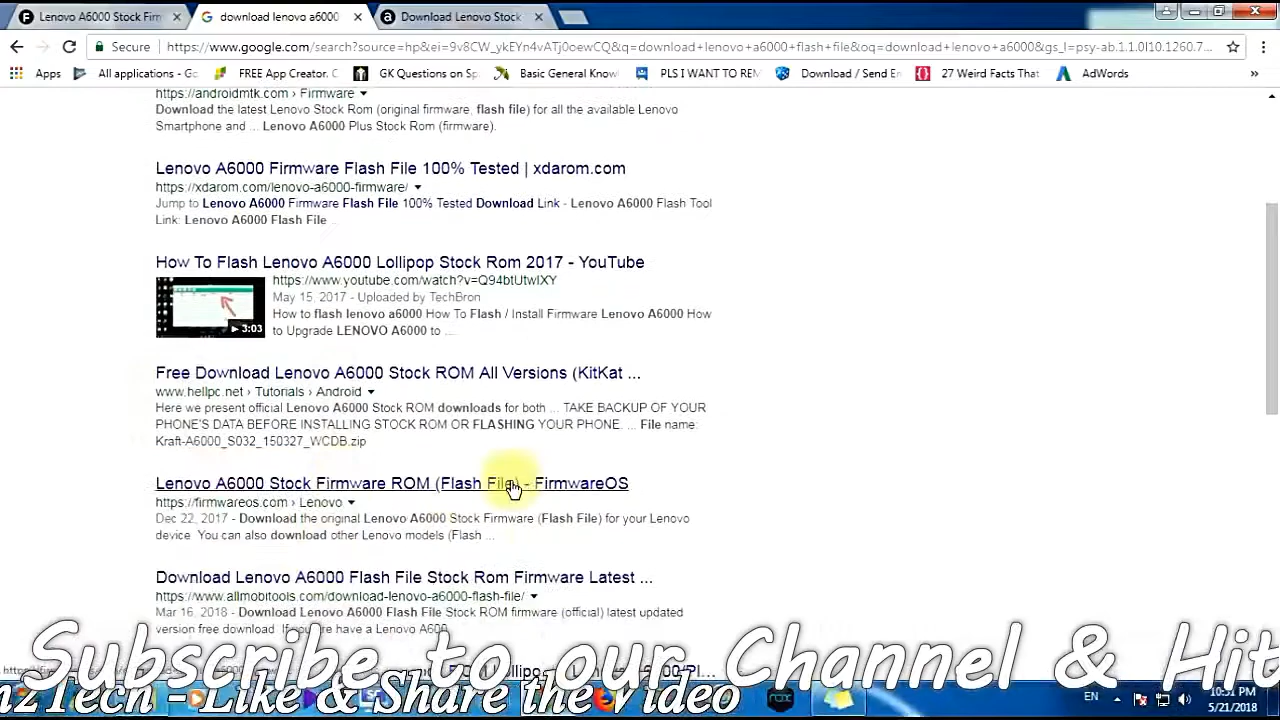 Lenovo A6000 Stock Firm
download lenovo a6000
Download Lenovo Stock
Secure
https://www.google.com/search?source=hp&ei=9v8CW_ykEYn4vATj0oewCQ&q=download+lenovo+a6000+flash+file&oq=download+lenovo+a6000&gs_l=psy-ab.1.1.0l10.1260.7...
Apps
All applications - Go
FREE App Creator. C
GK Questions on Sp
Basic General Know
PLS I WANT TO REM
Download / Send En
27 Weird Facts That
AdWords
»
https://androidmtk.com › Firmware
Download the latest Lenovo Stock Rom (original firmware, flash file) for all the available Lenovo
Smartphone and ... Lenovo A6000 Plus Stock Rom (firmware).
Lenovo A6000 Firmware Flash File 100% Tested | xdarom.com
https://xdarom.com/lenovo-a6000-firmware/
Jump to Lenovo A6000 Firmware Flash File 100% Tested Download Link - Lenovo A6000 Flash Tool
Link: Lenovo A6000 Flash File
How To Flash Lenovo A6000 Lollipop Stock Rom 2017 - YouTube
https://www.youtube.com/watch?v=Q94btUtwIXY
May 15, 2017 - Uploaded by TechBron
3:03
How to flash lenovo a6000 How To Flash / Install Firmware Lenovo A6000 How
to Upgrade LENOVO A6000 to ...
Free Download Lenovo A6000 Stock ROM All Versions (KitKat ...
www.hellpc.net › Tutorials › Android
Here we present official Lenovo A6000 Stock ROM downloads for both ... TAKE BACKUP OF YOUR
PHONE'S DATA BEFORE INSTALLING STOCK ROM OR FLASHING YOUR PHONE. ... File name:
Kraft-A6000_S032_150327_WCDB.zip
Lenovo A6000 Stock Firmware ROM (Flash File) - FirmwareOS
https://firmwareos.com › Lenovo
Dec 22, 2017 - Download the original Lenovo A6000 Stock Firmware (Flash File) for your Lenovo
device. You can also download other Lenovo models (Flash ...
Download Lenovo A6000 Flash File Stock Rom Firmware Latest ...
https://www.allmobitools.com/download-lenovo-a6000-flash-file/
Mar 16, 2018 - Download Lenovo A6000 Flash File Stock ROM firmware (official) latest updated
version free download. If you are have a Lenovo A600
Subscribe to our Channel & Hit
nzTech - Like & Share the Video
EN
10:31 PM
5/21/2018